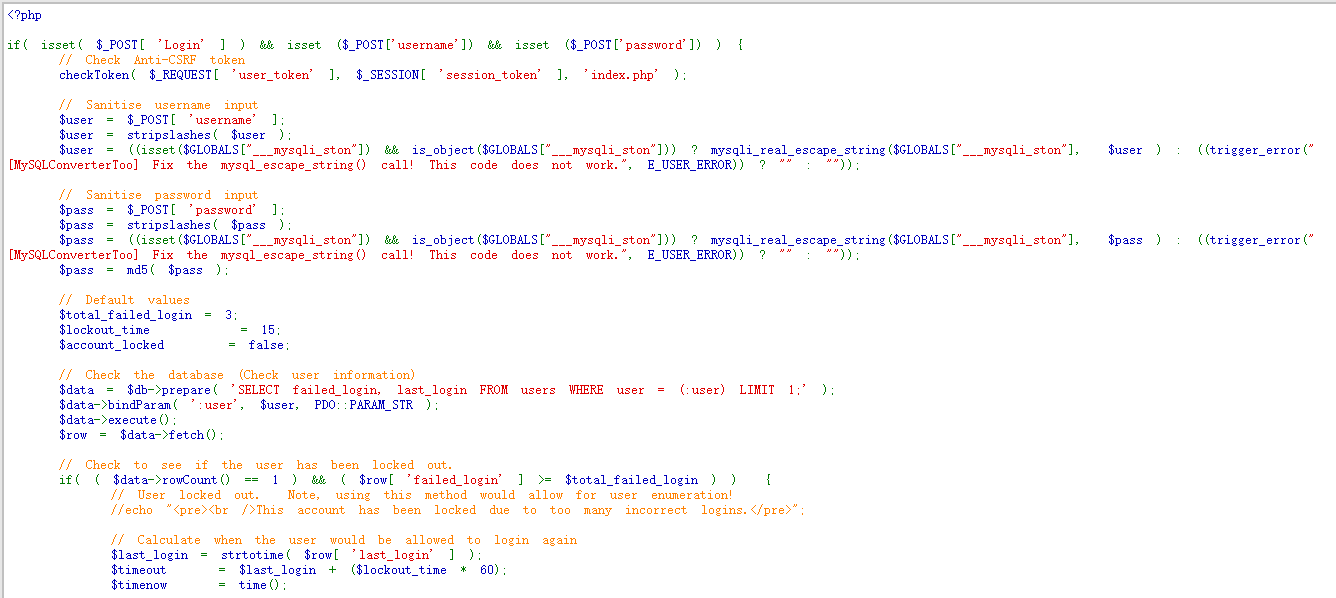 <?php

if( isset( $_POST[ 'Login' ] ) && isset ($_POST['username']) && isset ($_POST['password']) ) {
    // Check Anti-CSRF token
    checkToken( $_REQUEST[ 'user_token' ], $_SESSION[ 'session_token' ], 'index.php' );

    // Sanitise username input
    $user = $_POST[ 'username' ];
    $user = stripslashes( $user );
    $user = ((isset($GLOBALS["___mysqli_ston"]) && is_object($GLOBALS["___mysqli_ston"])) ? mysqli_real_escape_string($GLOBALS["___mysqli_ston"],  $user ) : ((trigger_error("
[MySQLConverterToo] Fix the mysql_escape_string() call! This code does not work.", E_USER_ERROR)) ? "" : ""));

    // Sanitise password input
    $pass = $_POST[ 'password' ];
    $pass = stripslashes( $pass );
    $pass = ((isset($GLOBALS["___mysqli_ston"]) && is_object($GLOBALS["___mysqli_ston"])) ? mysqli_real_escape_string($GLOBALS["___mysqli_ston"],  $pass ) : ((trigger_error("
[MySQLConverterToo] Fix the mysql_escape_string() call! This code does not work.", E_USER_ERROR)) ? "" : ""));
    $pass = md5( $pass );

    // Default values
    $total_failed_login = 3;
    $lockout_time       = 15;
    $account_locked     = false;

    // Check the database (Check user information)
    $data = $db->prepare( 'SELECT failed_login, last_login FROM users WHERE user = (:user) LIMIT 1;' );
    $data->bindParam( ':user', $user, PDO::PARAM_STR );
    $data->execute();
    $row = $data->fetch();

    // Check to see if the user has been locked out.
    if( ( $data->rowCount() == 1 ) && ( $row[ 'failed_login' ] >= $total_failed_login ) )  {
        // User locked out.  Note, using this method would allow for user enumeration!
        //echo "<pre><br />This account has been locked due to too many incorrect logins.</pre>";

        // Calculate when the user would be allowed to login again
        $last_login = strtotime( $row[ 'last_login' ] );
        $timeout    = $last_login + ($lockout_time * 60);
        $timenow    = time();